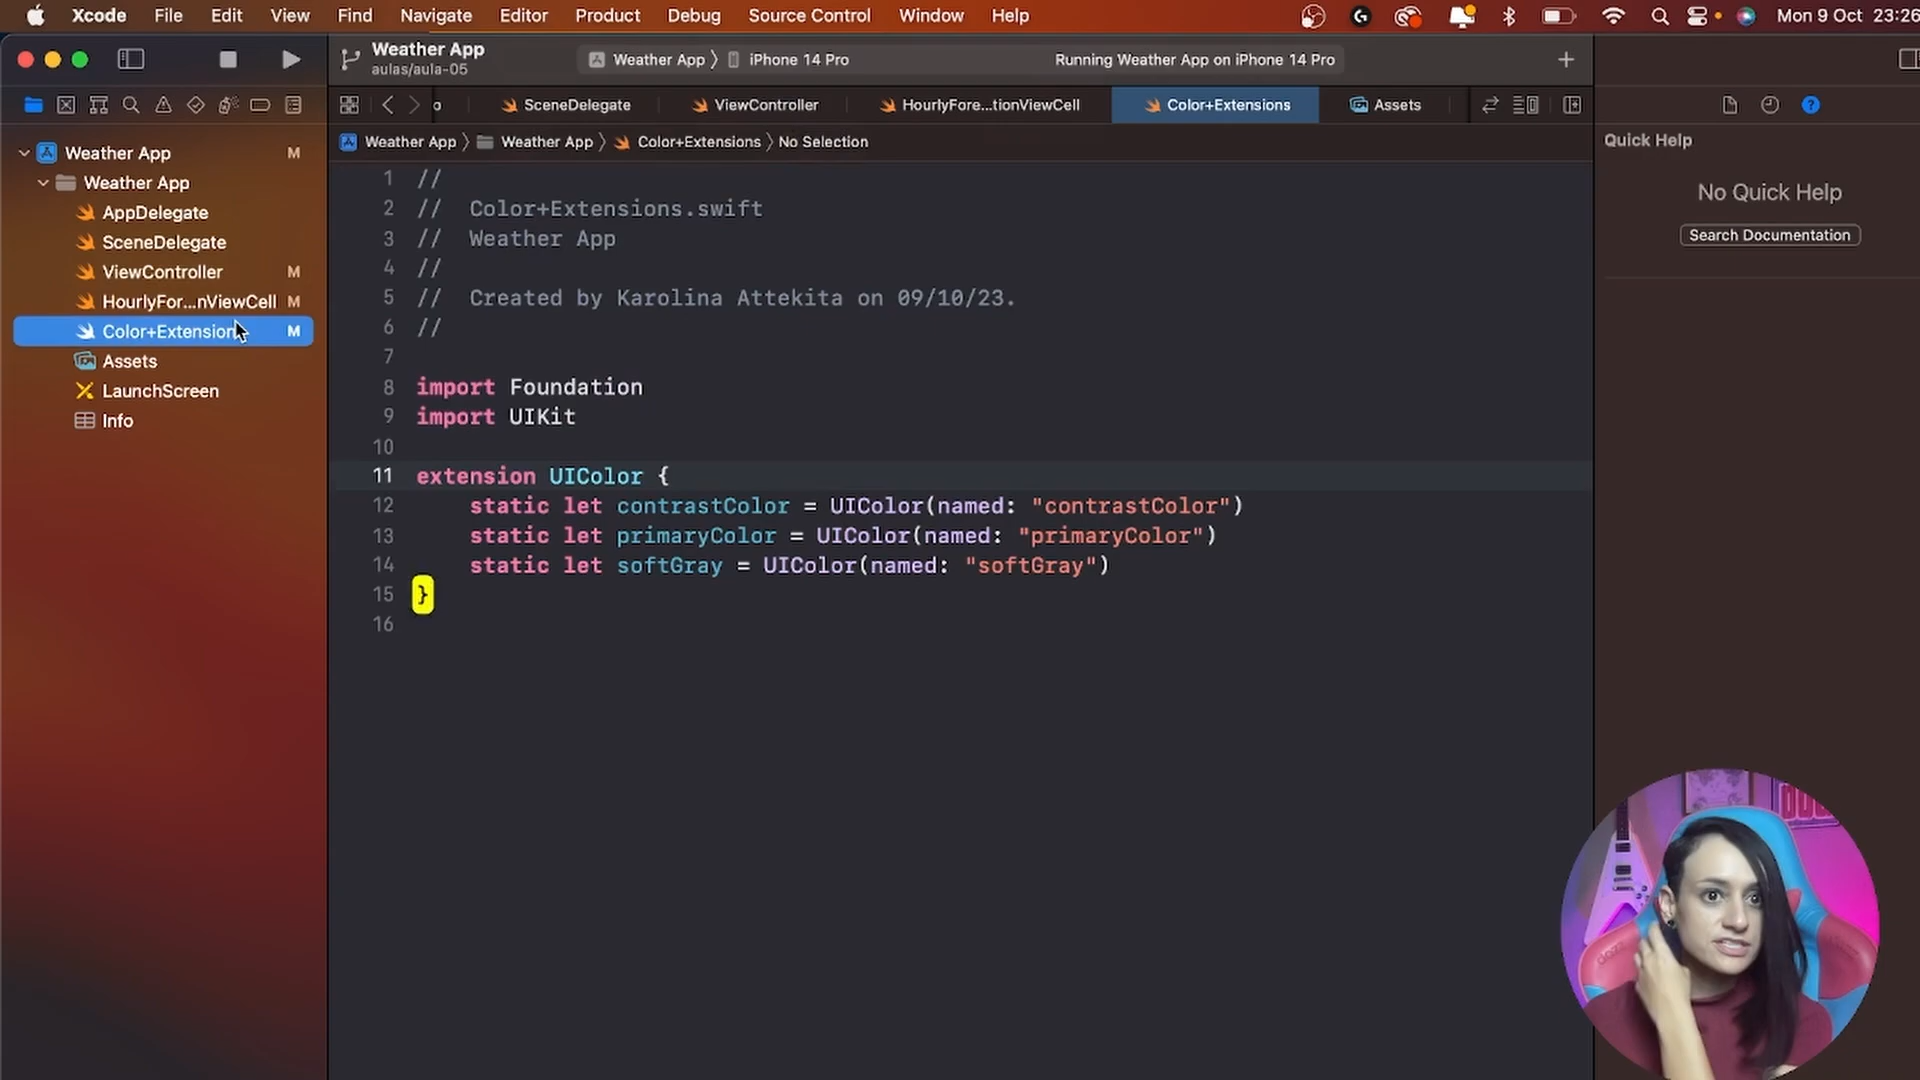 Xcode File Edit View Find Navigate Editor Product Debug Source Control Window Help Mon 9 Oct 23:26
Weather App
aulas/aula-05
Weather App 〉 iPhone 14 Pro
Running Weather App on iPhone 14 Pro
SceneDelegate ViewController HourlyFore...tionViewCell Color+Extensions Assets
Weather App 〉 Weather App 〉 Color+Extensions 〉 No Selection
Weather App M
Weather App
AppDelegate
SceneDelegate
ViewController M
HourlyFor...nViewCell M
Color+Extension M
Assets
LaunchScreen
Info
1 //
2 // Color+Extensions.swift
3 // Weather App
4 //
5 // Created by Karolina Attekita on 09/10/23.
6 //
7
8 import Foundation
9 import UIKit
10
11 extension UIColor {
12 static let contrastColor = UIColor(named: "contrastColor")
13 static let primaryColor = UIColor(named: "primaryColor")
14 static let softGray = UIColor(named: "softGray")
15 }
16
Quick Help
No Quick Help
Search Documentation